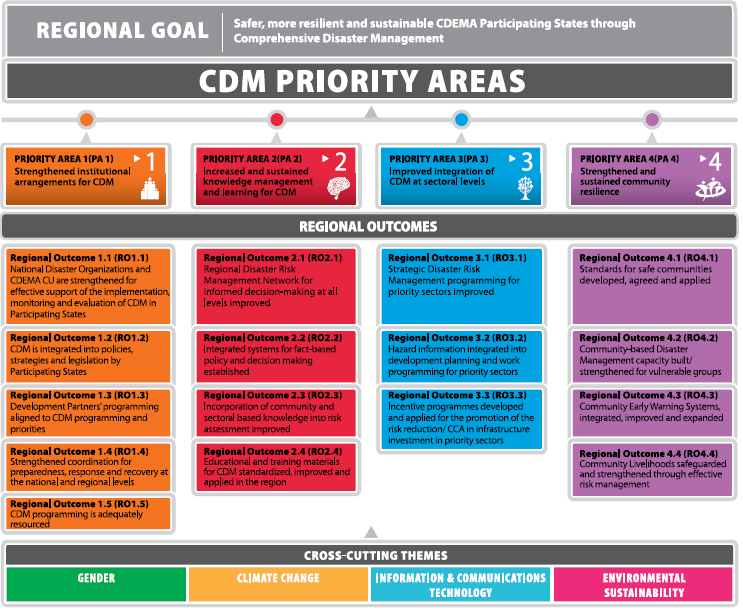 REGIONAL GOAL
Safer, more resilient and sustainable CDEMA Participating States through
Comprehensive Disaster Management
CDM PRIORITY AREAS
PRIORITY AREA 1(PA 1)
Strengthened institutional
arrangements for CDM
1
PRIORITY AREA 2(PA 2)
Increased and sustained
knowledge management
and learning for CDM
2
PRIORITY AREA 3(PA 3)
Improved integration of
CDM at sectoral levels
3
PRIORITY AREA 4(PA 4)
Strengthened and
sustained community
resilience
4
REGIONAL OUTCOMES
Regional Outcome 1.1 (RO1.1)
National Disaster Organizations and
CDEMA CU are strengthened for
effective support of the implementation,
monitoring and evaluation of CDM in
Participating States
Regional Outcome 1.2 (RO1.2)
CDM is integrated into policies,
strategies and legislation by
Participating States
Regional Outcome 1.3 (RO1.3)
Development Partners' programming
aligned to CDM programming and
priorities
Regional Outcome 1.4 (RO1.4)
Strengthened coordination for
preparedness, response and recovery at
the national and regional levels
Regional Outcome 1.5 (RO1.5)
CDM programming is adequately
resourced
Regional Outcome 2.1 (RO2.1)
Regional Disaster Risk
Management Network for
informed decision-making at all
levels improved
Regional Outcome 2.2 (RO2.2)
Integrated systems for fact-based
policy and decision making
established
Regional Outcome 2.3 (RO2.3)
Incorporation of community and
sectoral based knowledge into risk
assessment improved
Regional Outcome 2.4 (RO2.4)
Educational and training materials
for CDM standardized, improved and
applied in the region
Regional Outcome 3.1 (RO3.1)
Strategic Disaster Risk
Management programming for
priority sectors improved
Regional Outcome 3.2 (RO3.2)
Hazard information integrated into
development planning and work
programming for priority sectors
Regional Outcome 3.3 (RO3.3)
Incentive programmes developed
and applied for the promotion of the
risk reduction/ CCA in infrastructure
investment in priority sectors
Regional Outcome 4.1 (RO4.1)
Standards for safe communities
developed, agreed and applied
Regional Outcome 4.2 (RO4.2)
Community-based Disaster
Management capacity built/
strengthened for vulnerable groups
Regional Outcome 4.3 (RO4.3)
Community Early Warning Systems,
integrated, improved and expanded
Regional Outcome 4.4 (RO4.4)
Community Livelihoods safeguarded
and strengthened through effective
risk management
CROSS-CUTTING THEMES
GENDER
CLIMATE CHANGE
INFORMATION & COMMUNICATIONS
TECHNOLOGY
ENVIRONMENTAL
SUSTAINABILITY